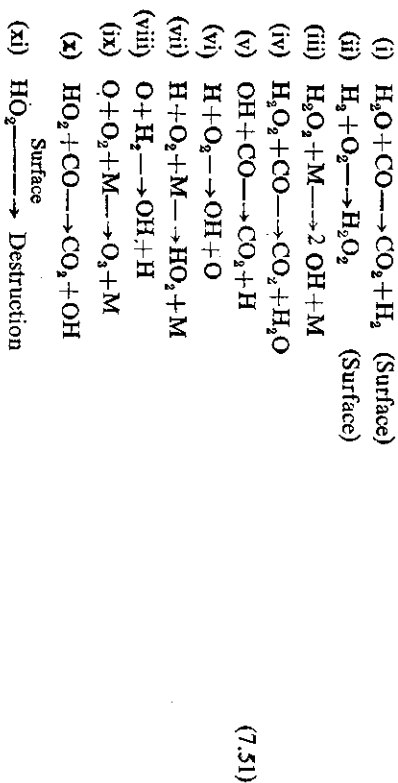 (i) H₂O+CO⟶CO₂+H₂ (Surface)
(ii) H₂+O₂⟶H₂O₂ (Surface)
(iii) H₂O₂+M⟶2 OH+M
(iv) H₂O₂+CO⟶CO₂+H₂O
(v) OH+CO⟶CO₂+H (7.51)
(vi) H+O₂⟶OH+O
(vii) H+O₂+M⟶HO₂+M
(viii) O+H₂⟶OH+H
(ix) O+O₂+M⟶O₃+M
(x) HO₂+CO⟶CO₂+OH
Surface
(xi) HO₂⟶ Destruction